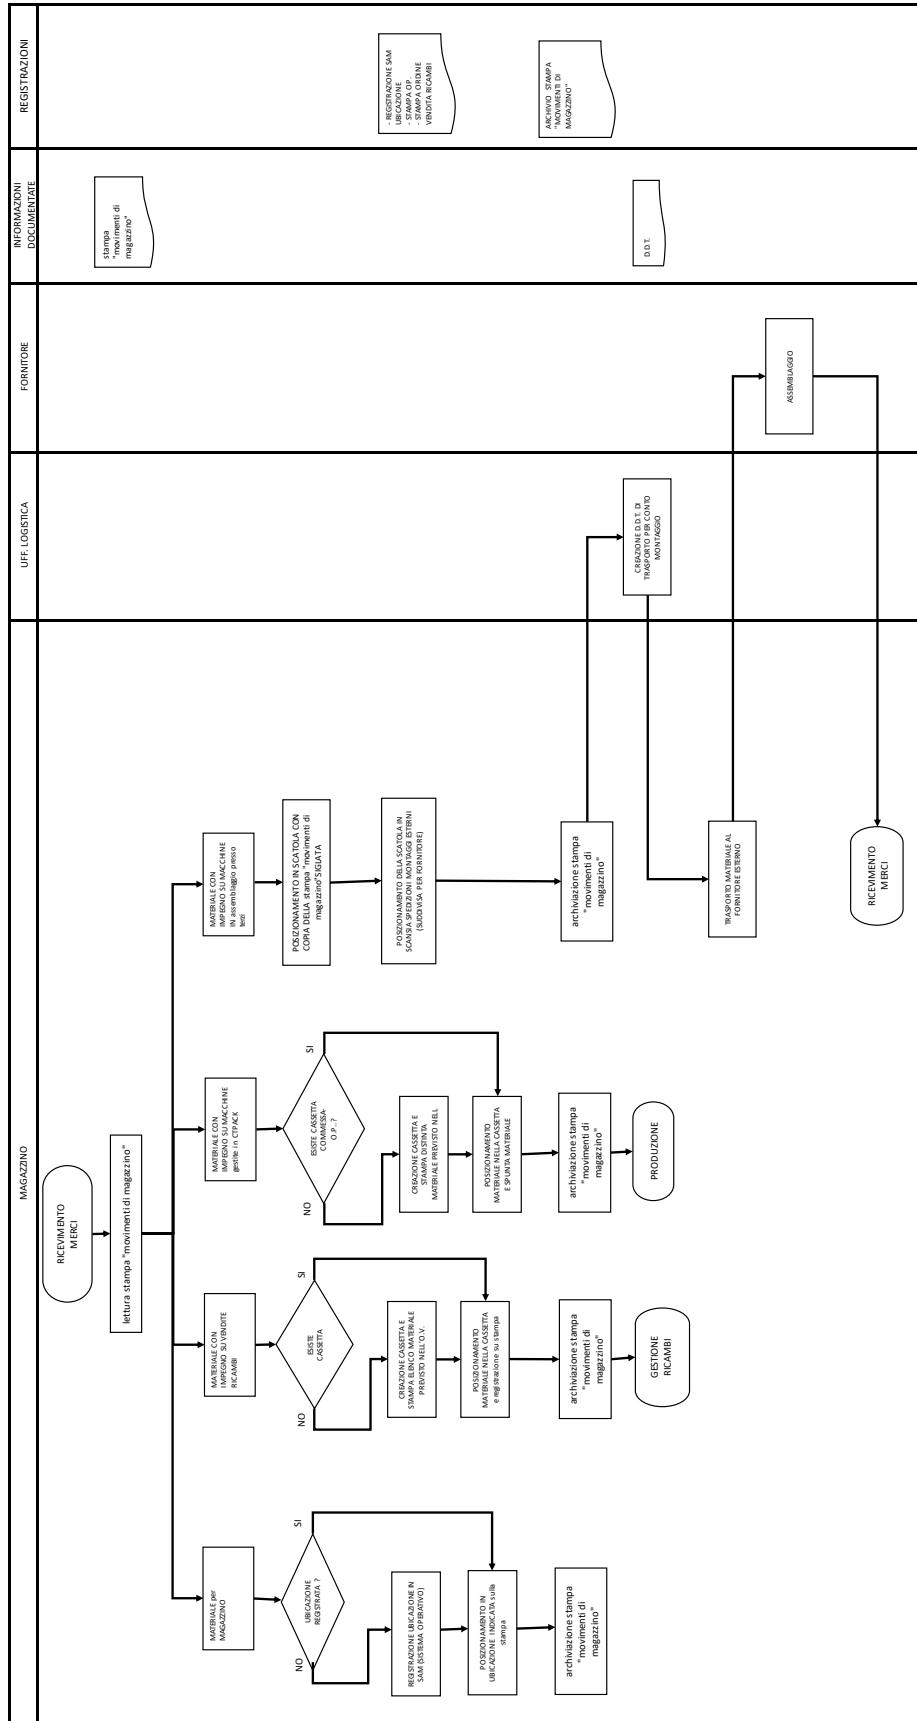 MAGAZZINO
UFF. LOGISTICA
FORNITORE
INFORMAZIONI
DOCUMENTATE
REGISTRAZIONI
RICEVIMENTO
MERCI
lettura stampa "movimenti di magazzino"
stampa
"movimenti di
magazzino"
MATERIALE per
MAGAZZINO
MATERIALE CON
IMPEGNO SU VENDITE
RICAMBI
MATERIALE CON
IMPEGNO SU MACCHINE
gestite in CTPACK
MATERIALE CON
IMPEGNO SU MACCHINE
IN assemblaggio presso
terzi
UBICAZIONE
REGISTRATA ?
NO
SI
ESISTE
CASSETTA
NO
SI
ESISTE CASSETTA
COMMESSA-
O.P.. ?
NO
SI
POSIZIONAMENTO IN SCATOLA CON
COPIA DELLA stampa "movimenti di
magazzino"SIGLATA
REGISTRAZIONE UBICAZIONE IN
SAM (SISTEMA OPERATIVO)
CREAZIONE CASSETTA E
STAMPA ELENCO MATERIALE
PREVISTO NELL'O.V.
CREAZIONE CASSETTA E
STAMPA DISTINTA
MATERIALE PREVISTO NELL
POSIZIONAMENTO DELLA SCATOLA IN
SCANSIA SPEDIZIONI MONTAGGI ESTERNI
(SUDDIVISA PER FORNITORE)
- REGISTRAZIONE SAM
UBICAZIONE
- STAMPA OP.
- STAMPA ORDINE
VENDITA RICAMBI
POSIZIONAMENTO IN
UBICAZIONE INDICATA sulla
stampa
POSIZIONAMENTO
MATERIALE NELLA CASSETTA
e registrazione su stampa
POSIZIONAMENTO
MATERIALE NELLA CASSETTA
E SPUNTA MATERIALE
archiviazione stampa
"movimenti di
magazzino"
archiviazione stampa
"movimenti di
magazzino"
archiviazione stampa
"movimenti di
magazzino"
archiviazione stampa
"movimenti di
magazzino"
ARCHIVIO STAMPA
"MOVIMENTI DI
MAGAZZINO"
GESTIONE
RICAMBI
PRODUZIONE
CREAZIONE D.D.T. DI
TRASPORTO PER CONTO
MONTAGGIO
D.D.T.
TRASPORTO MATERIALE AL
FORNITORE ESTERNO
ASSEMBLAGGIO
RICEVIMENTO
MERCI